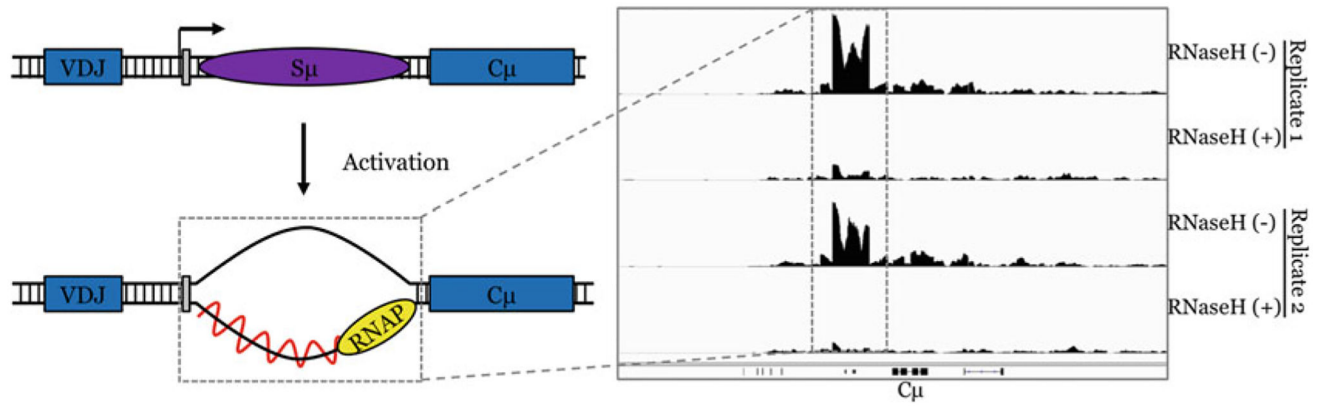 VDJ
Sμ
Cμ
Activation
VDJ
RNAP
Cμ
RNaseH (-)
RNaseH (+)
Replicate 1
RNaseH (-)
RNaseH (+)
Replicate 2
Cμ